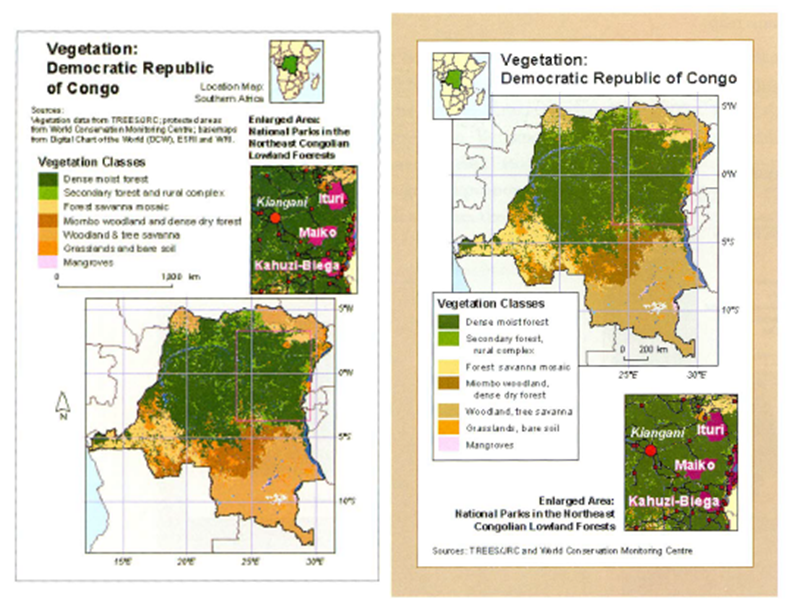 Vegetation:
Democratic Republic
of Congo
Location Map:
Southern Africa
Sources:
Vegetation data from TREES/JRC; protected areas
from World Conservation Monitoring Centre; basemaps
from Digital Chart of the World (DCW), ESRI and WRI.
Enlarged Area:
National Parks in the
Northeast Congolian
Lowland Foerests
Vegetation Classes
Dense moist forest
Secondary forest and rural complex
Forest savanna mosaic
Miombo woodland and dense dry forest
Woodland & tree savanna
Grasslands and bare soil
Mangroves
0 1,000 km
Kiangani
Ituri
Maiko
Kahuzi-Biega
5°N
0°N
5°S
10°S
N
15°E 20°E 25°E 30°E
Vegetation:
Democratic Republic of Congo
5°N
0°N
5°S
10°S
0 200 km
25°E 30°E
Vegetation Classes
Dense moist forest
Secondary forest,
rural complex
Forest savanna mosaic
Miombo woodland,
dense dry forest
Woodland, tree savanna
Grasslands, bare soil
Mangroves
Kiangani
Ituri
Maiko
Kahuzi-Biega
Enlarged Area:
National Parks in the Northeast
Congolian Lowland Forests
Sources: TREES/JRC and World Conservation Monitoring Centre